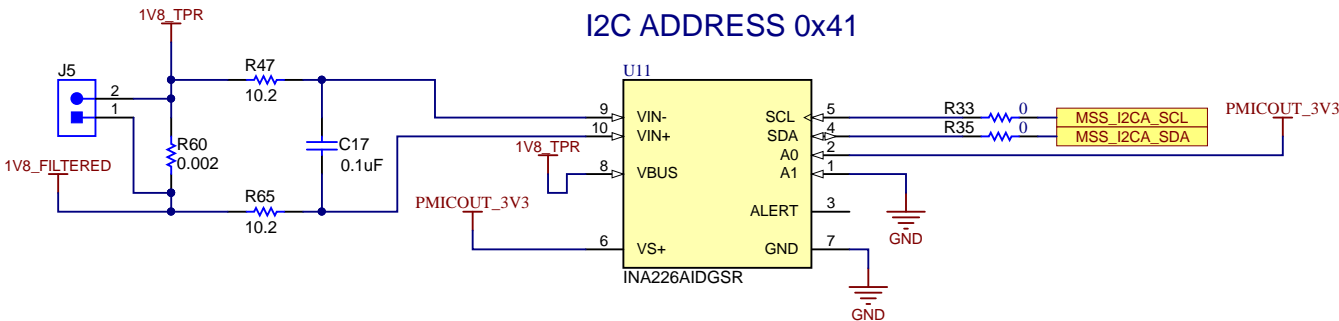 I2C ADDRESS 0x41
1V8_TPR
J5
2
1
R47
10.2
R60
0.002
1V8_FILTERED
R65
10.2
C17
0.1uF
1V8_TPR
PMICOUT_3V3
U11
9 VIN-
10 VIN+
8 VBUS
6 VS+
SCL 5
SDA 4
A0 2
A1 1
ALERT 3
GND 7
INA226AIDGSR
R33 0 MSS_I2CA_SCL
R35 0 MSS_I2CA_SDA
PMICOUT_3V3
GND
GND